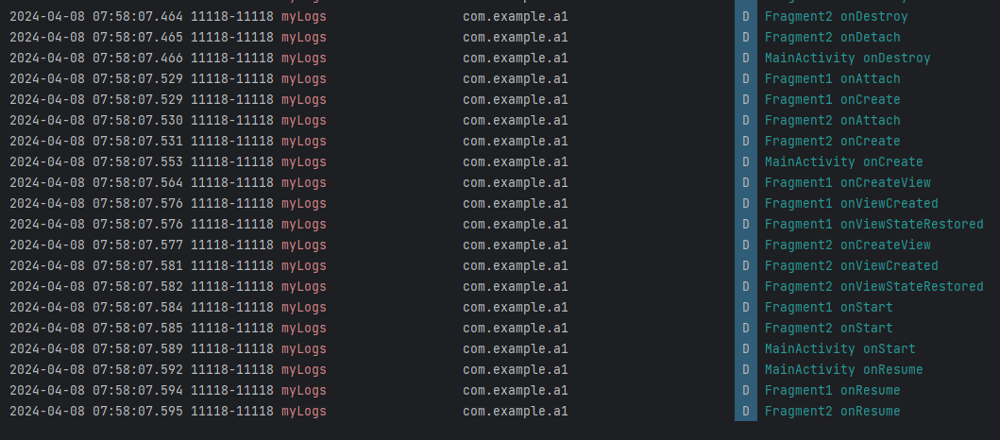 2024-04-08 07:58:07.464 11118-11118 myLogs com.example.a1 D Fragment2 onDestroy
2024-04-08 07:58:07.465 11118-11118 myLogs com.example.a1 D Fragment2 onDetach
2024-04-08 07:58:07.466 11118-11118 myLogs com.example.a1 D MainActivity onDestroy
2024-04-08 07:58:07.529 11118-11118 myLogs com.example.a1 D Fragment1 onAttach
2024-04-08 07:58:07.529 11118-11118 myLogs com.example.a1 D Fragment1 onCreate
2024-04-08 07:58:07.530 11118-11118 myLogs com.example.a1 D Fragment2 onAttach
2024-04-08 07:58:07.531 11118-11118 myLogs com.example.a1 D Fragment2 onCreate
2024-04-08 07:58:07.553 11118-11118 myLogs com.example.a1 D MainActivity onCreate
2024-04-08 07:58:07.564 11118-11118 myLogs com.example.a1 D Fragment1 onCreateView
2024-04-08 07:58:07.576 11118-11118 myLogs com.example.a1 D Fragment1 onViewCreated
2024-04-08 07:58:07.576 11118-11118 myLogs com.example.a1 D Fragment1 onViewStateRestored
2024-04-08 07:58:07.577 11118-11118 myLogs com.example.a1 D Fragment2 onCreateView
2024-04-08 07:58:07.581 11118-11118 myLogs com.example.a1 D Fragment2 onViewCreated
2024-04-08 07:58:07.582 11118-11118 myLogs com.example.a1 D Fragment2 onViewStateRestored
2024-04-08 07:58:07.584 11118-11118 myLogs com.example.a1 D Fragment1 onStart
2024-04-08 07:58:07.585 11118-11118 myLogs com.example.a1 D Fragment2 onStart
2024-04-08 07:58:07.589 11118-11118 myLogs com.example.a1 D MainActivity onStart
2024-04-08 07:58:07.592 11118-11118 myLogs com.example.a1 D MainActivity onResume
2024-04-08 07:58:07.594 11118-11118 myLogs com.example.a1 D Fragment1 onResume
2024-04-08 07:58:07.595 11118-11118 myLogs com.example.a1 D Fragment2 onResume